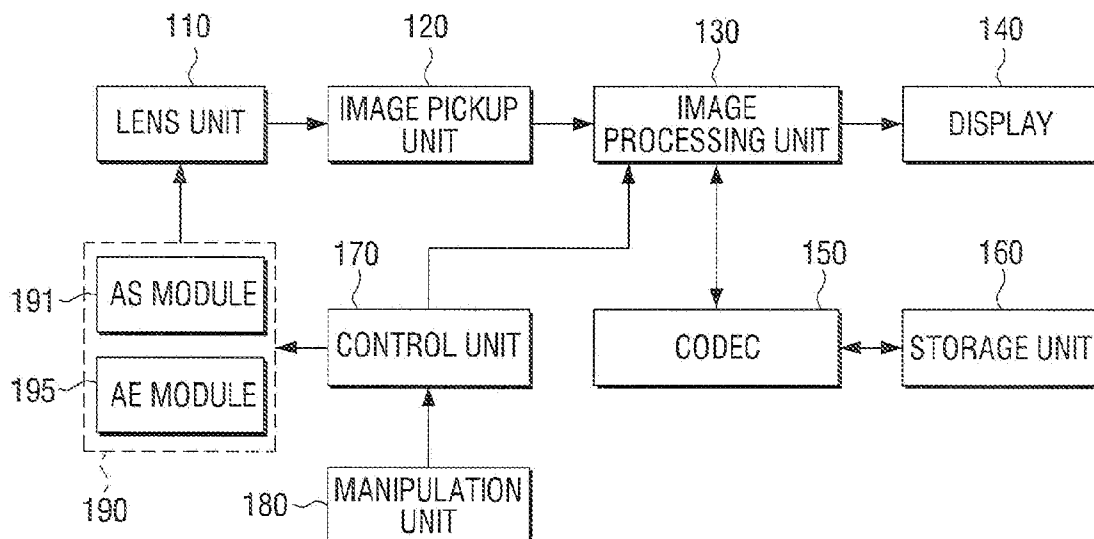 110
120
130
140
LENS UNIT
IMAGE PICKUP
UNIT
IMAGE
PROCESSING UNIT
DISPLAY
170
150
160
191
AS MODULE
CONTROL UNIT
CODEC
STORAGE UNIT
195
AE MODULE
190
180
MANIPULATION
UNIT